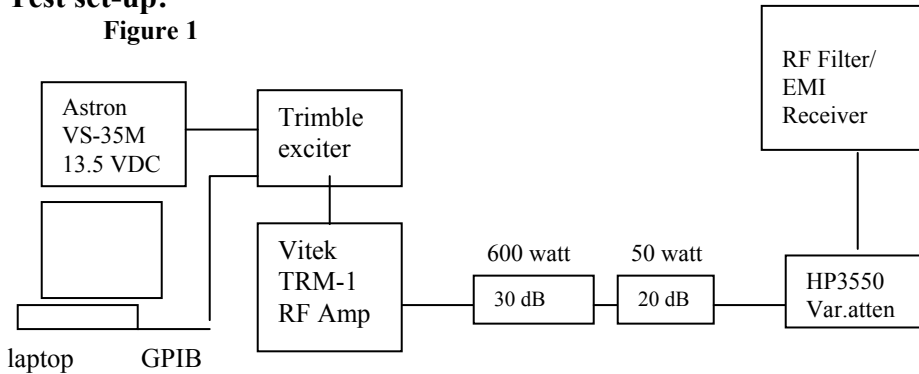 Test set-up:
Figure 1
Astron
VS-35M
13.5 VDC
Trimble
exciter
RF Filter/
EMI
Receiver
Vitek
TRM-1
RF Amp
600 watt
30 dB
50 watt
20 dB
HP3550
Var.atten
laptop
GPIB